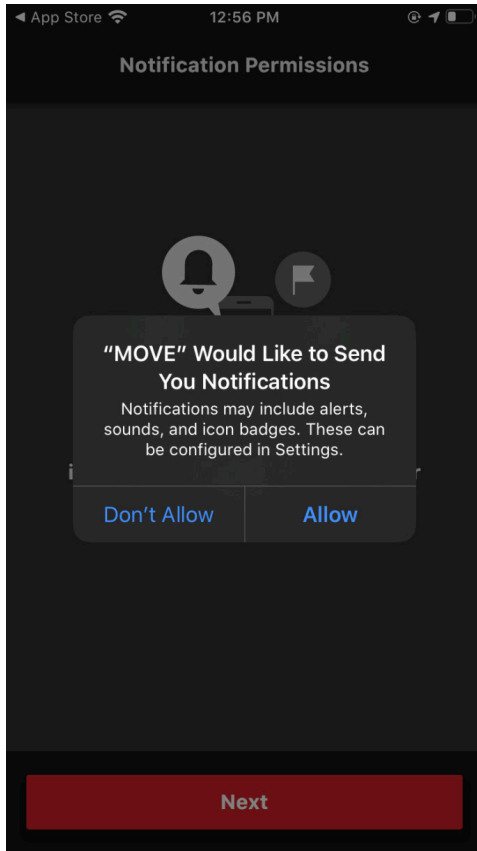 ◀ App Store 12:56 PM
Notification Permissions
“MOVE” Would Like to Send
You Notifications
Notifications may include alerts,
sounds, and icon badges. These can
be configured in Settings.
Don’t Allow
Allow
Next